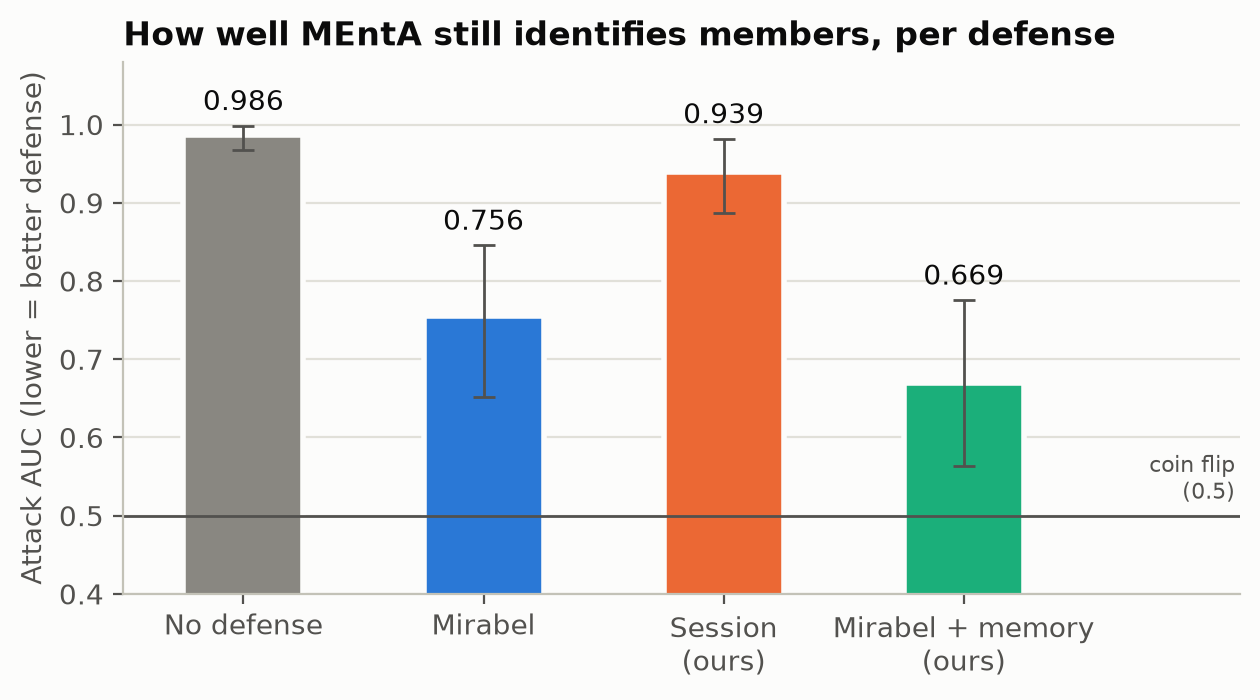 How well MEntA still identifies members, per defense
Attack AUC (lower = better defense)
1.0
0.9
0.8
0.7
0.6
0.5
0.4
0.986
0.756
0.939
0.669
coin flip
(0.5)
No defense
Mirabel
Session
(ours)
Mirabel + memory
(ours)